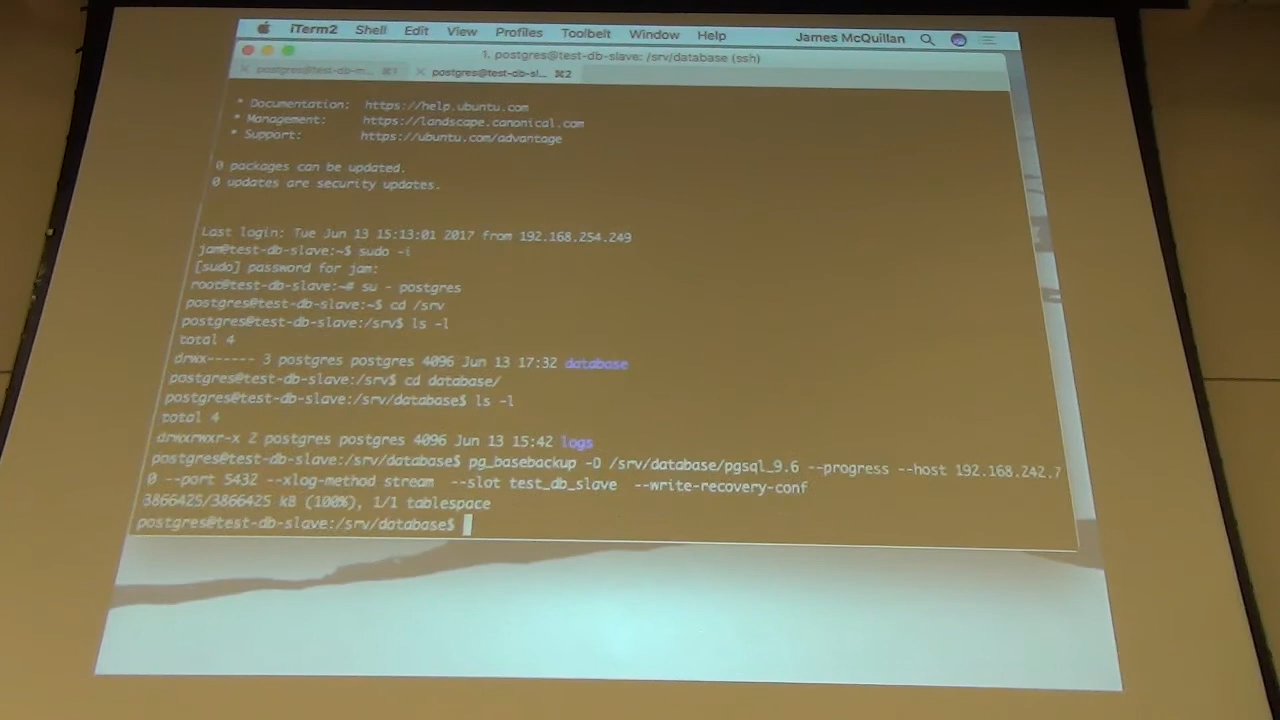 iTerm2 Shell Edit View Profiles Toolbelt Window Help James McQuillan
1. postgres@test-db-slave: /srv/database (ssh)
postgres@test-db-m... ⌘1 postgres@test-db-sl... ⌘2
* Documentation: https://help.ubuntu.com
* Management: https://landscape.canonical.com
* Support: https://ubuntu.com/advantage
0 packages can be updated.
0 updates are security updates.
Last login: Tue Jun 13 15:13:01 2017 from 192.168.254.249
jam@test-db-slave:~$ sudo -i
[sudo] password for jam:
root@test-db-slave:~# su - postgres
postgres@test-db-slave:~$ cd /srv
postgres@test-db-slave:/srv$ ls -l
total 4
drwx------ 3 postgres postgres 4096 Jun 13 17:32 database
postgres@test-db-slave:/srv$ cd database/
postgres@test-db-slave:/srv/database$ ls -l
total 4
drwxrwxr-x 2 postgres postgres 4096 Jun 13 15:42 logs
postgres@test-db-slave:/srv/database$ pg_basebackup -D /srv/database/pgsql_9.6 --progress --host 192.168.242.7
0 --port 5432 --xlog-method stream --slot test_db_slave --write-recovery-conf
3866425/3866425 kB (100%), 1/1 tablespace
postgres@test-db-slave:/srv/database$